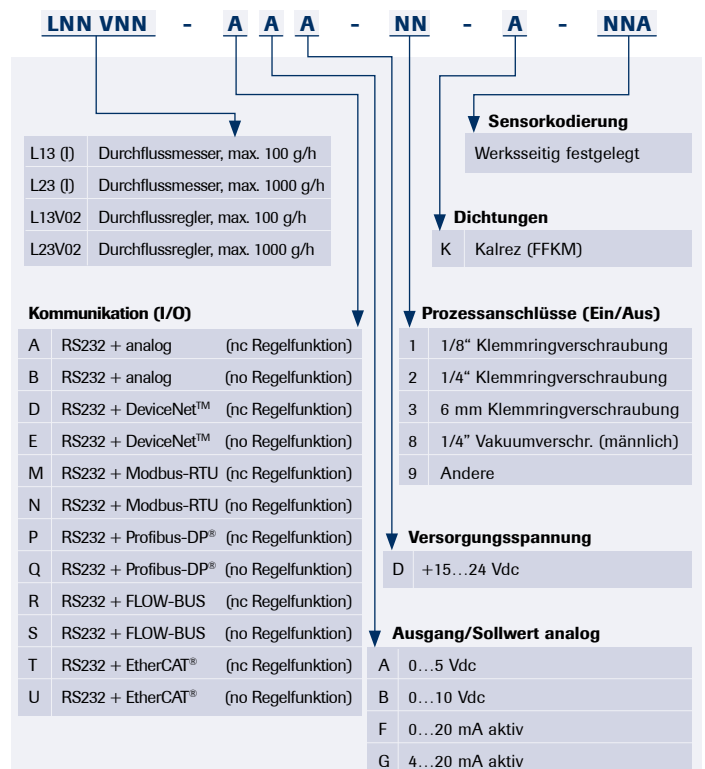 LNN VNN - A A A - NN - A - NNA
Sensorkodierung
Werksseitig festgelegt
L13 (I) Durchflussmesser, max. 100 g/h
L23 (I) Durchflussmesser, max. 1000 g/h
L13V02 Durchflussregler, max. 100 g/h
L23V02 Durchflussregler, max. 1000 g/h
Dichtungen
K Kalrez (FFKM)
Kommunikation (I/O)
A RS232 + analog (nc Regelfunktion)
B RS232 + analog (no Regelfunktion)
D RS232 + DeviceNet™ (nc Regelfunktion)
E RS232 + DeviceNet™ (no Regelfunktion)
M RS232 + Modbus-RTU (nc Regelfunktion)
N RS232 + Modbus-RTU (no Regelfunktion)
P RS232 + Profibus-DP® (nc Regelfunktion)
Q RS232 + Profibus-DP® (no Regelfunktion)
R RS232 + FLOW-BUS (nc Regelfunktion)
S RS232 + FLOW-BUS (no Regelfunktion)
T RS232 + EtherCAT® (nc Regelfunktion)
U RS232 + EtherCAT® (no Regelfunktion)
Prozessanschlüsse (Ein/Aus)
1 1/8“ Klemmringverschraubung
2 1/4“ Klemmringverschraubung
3 6 mm Klemmringverschraubung
8 1/4” Vakuumverschr. (männlich)
9 Andere
Versorgungsspannung
D +15…24 Vdc
Ausgang/Sollwert analog
A 0…5 Vdc
B 0…10 Vdc
F 0…20 mA aktiv
G 4…20 mA aktiv